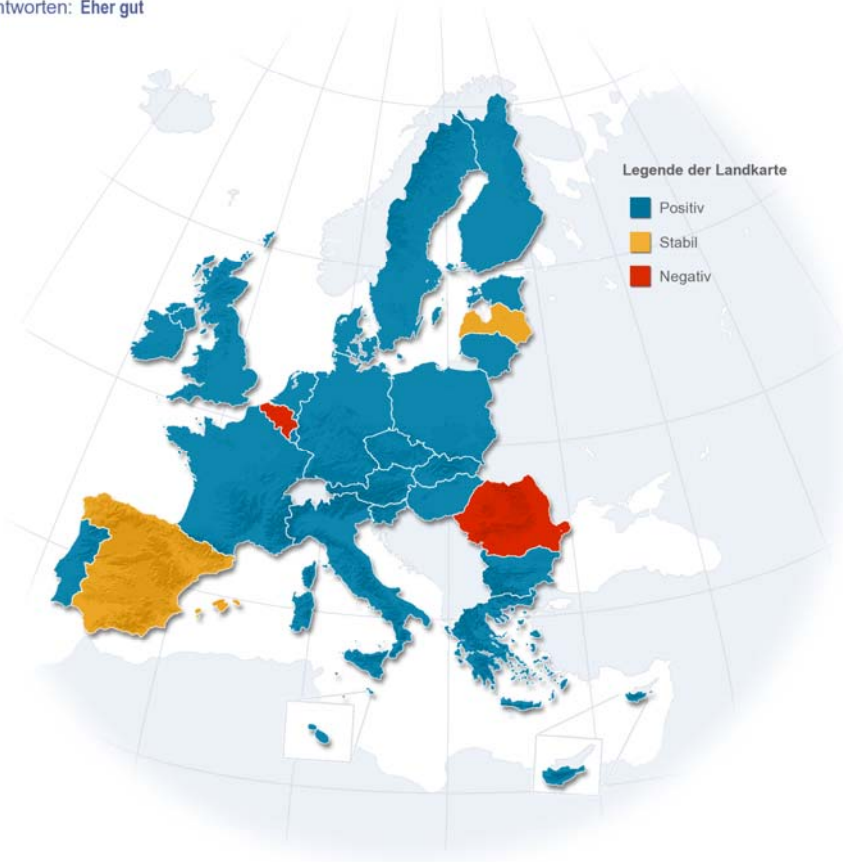 ntworten: Eher gut
Legende der Landkarte
Positiv
Stabil
Negativ